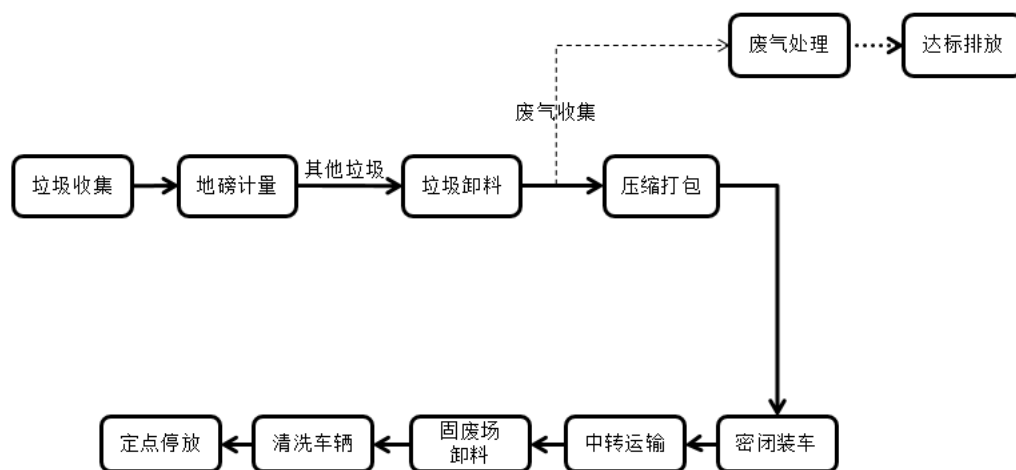 废气处理
达标排放
废气收集
垃圾收集
地磅计量
其他垃圾
垃圾卸料
压缩打包
定点停放
清洗车辆
固废场
卸料
中转运输
密闭装车